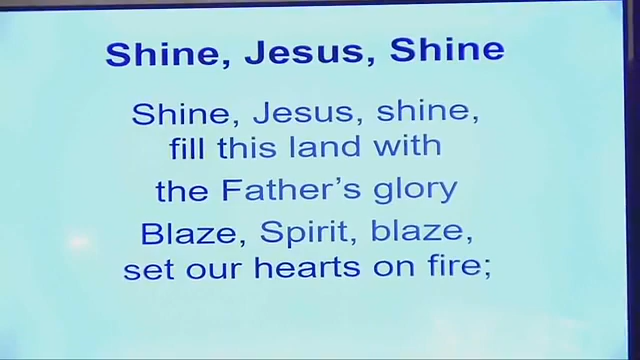 Shine, Jesus, Shine
Shine, Jesus, shine,
fill this land with
the Father's glory
Blaze, Spirit, blaze,
set our hearts on fire;